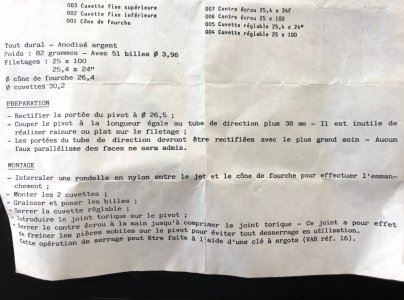 003 Cuvette fixe supérieure
002 Cuvette fixe inférieure
001 Cône de fourche
007 Contre écrou 25,4 x 24F
006 Contre écrou 25 x 100
005 Cuvette réglable 25,4 x 24"
004 Cuvette réglable 25 x 100
Tout dural - Anodisé argent
Poids : 82 grammes - Avec 51 billes Ø 3,96
Filetages : 25 x 100
25,4 x 24"
Ø cône de fourche 26,4
Ø cuvettes 30,2
PREPARATION
- Rectifier la portée du pivot à Ø 26,5 ;
- Couper le pivot à la longueur égale au tube de direction plus 38 mm - Il est inutile de
réaliser rainure ou plat sur le filetage ;
- Les portées du tube de direction devront être rectifiées avec le plus grand soin - Aucun
faux parallélisme des faces ne sera admis.
MONTAGE
- Intercaler une rondelle en nylon entre le jet et le cône de fourche pour effectuer l'emman-
chement ;
- Monter les 2 cuvettes ;
- Graisser et poser les billes ;
- Serrer la cuvette réglable ;
- Introduire le joint torique sur le pivot ;
- Serrer le contre écrou à la main jusqu'à comprimer le joint torique - Ce joint a pour effet
de freiner les pièces mobiles sur le pivot pour éviter tout desserrage en utilisation.
Cette opération de serrage peut être faite à l'aide d'une clé à ergots (VAR réf. 16).